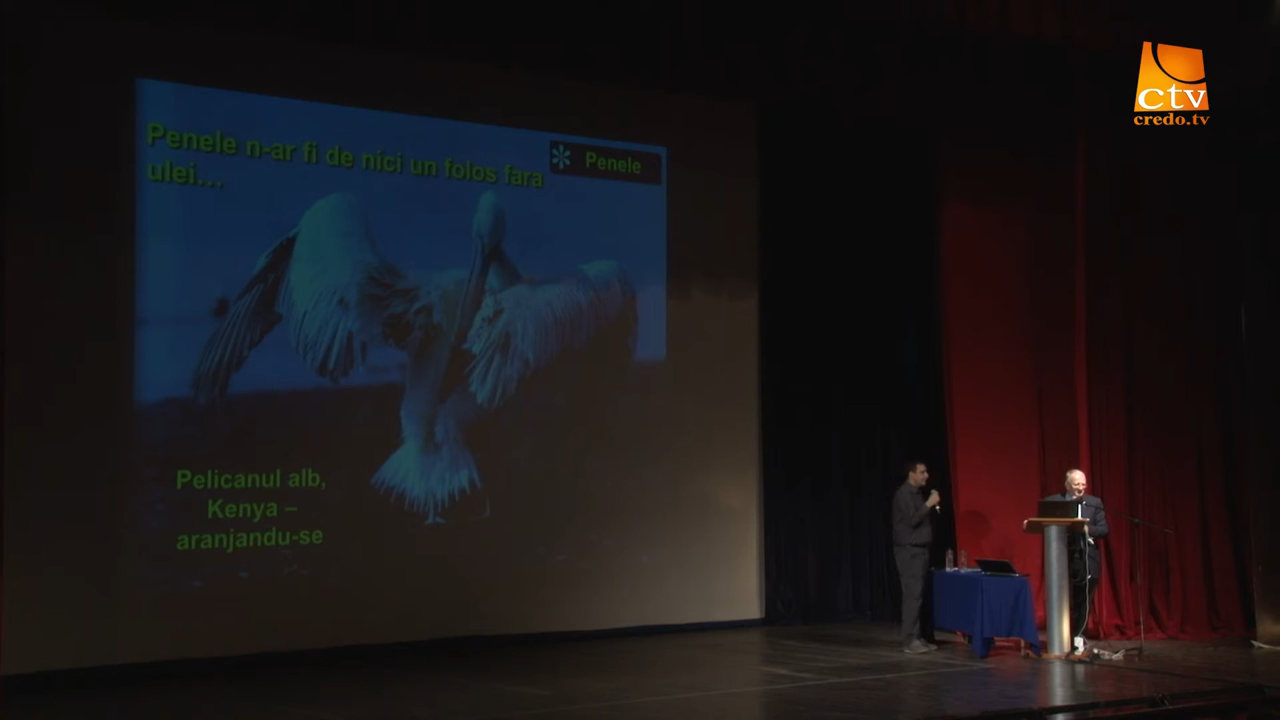 ctv
credo.tv
Penele n-ar fi de nici un folos fara
ulei...
Penele
Pelicanul alb,
Kenya –
aranjandu-se